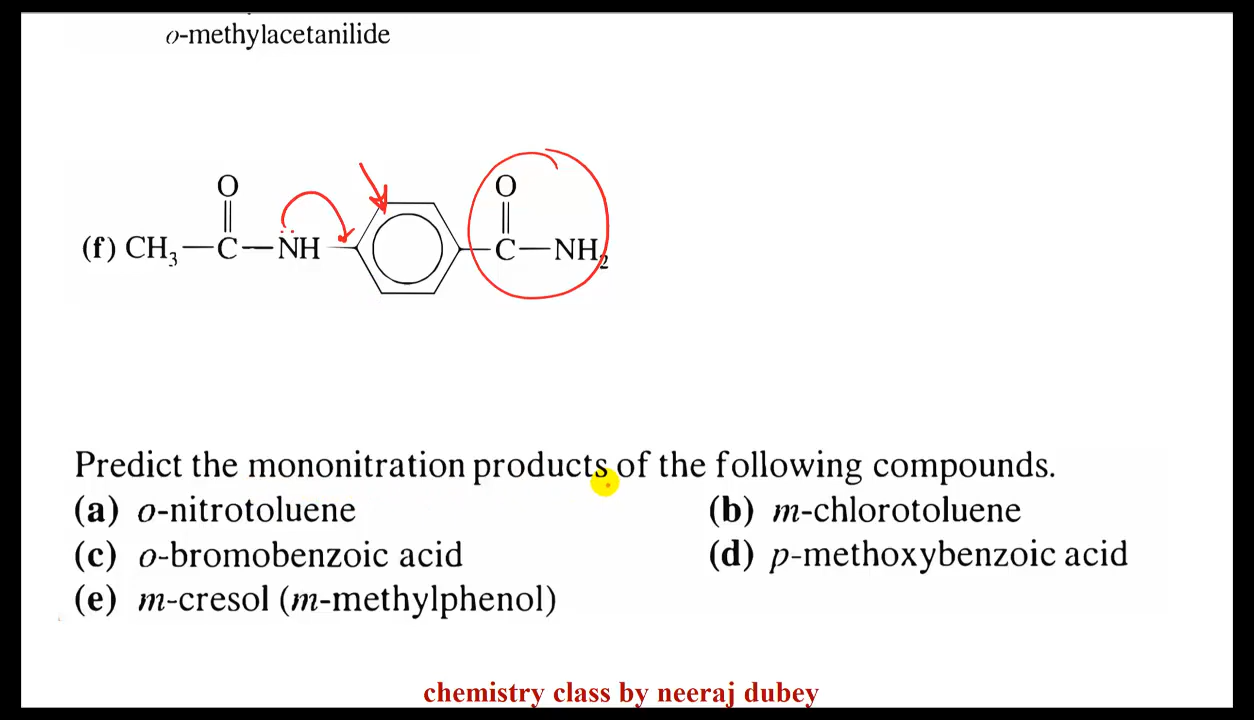 o-methylacetanilide
O O
(f) CH₃—C—NH C—NH₂
Predict the mononitration products of the following compounds.
(a) o-nitrotoluene (b) m-chlorotoluene
(c) o-bromobenzoic acid (d) p-methoxybenzoic acid
(e) m-cresol (m-methylphenol)
chemistry class by neeraj dubey